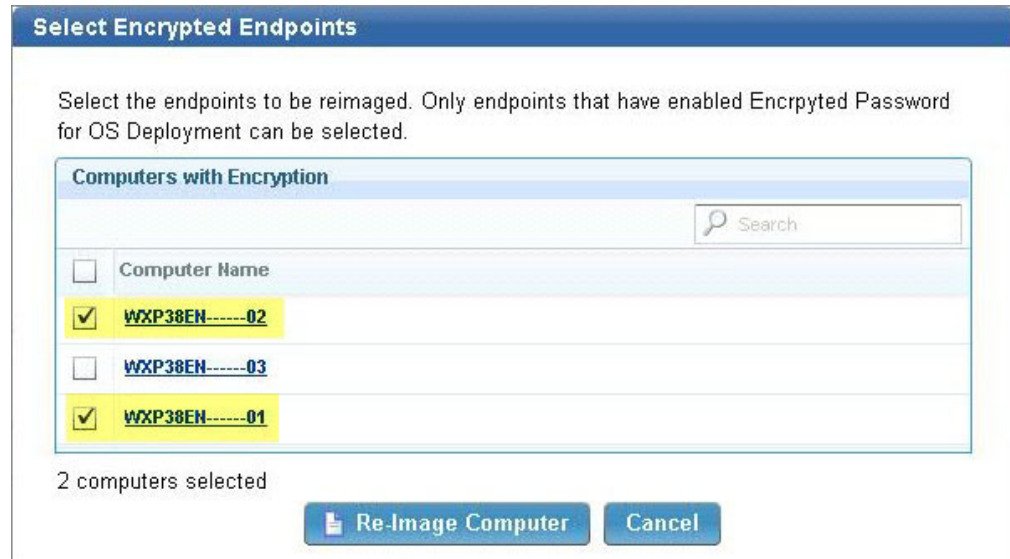 Select Encrypted Endpoints
Select the endpoints to be reimaged. Only endpoints that have enabled Encrpyted Password
for OS Deployment can be selected.
Computers with Encryption
Search
Computer Name
WXP38EN------02
WXP38EN------03
WXP38EN------01
2 computers selected
Re-Image Computer Cancel